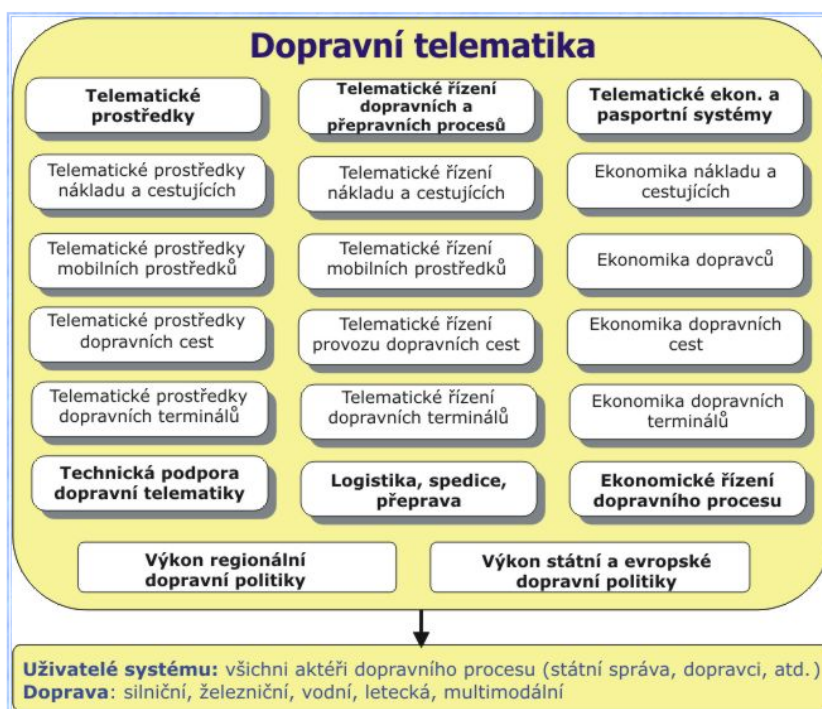 Dopravní telematika
Telematické
prostředky
Telematické řízení
dopravních a
přepravních procesů
Telematické ekon. a
pasportní systémy
Telematické prostředky
nákladu a cestujících
Telematické řízení
nákladu a cestujících
Ekonomika nákladu a
cestujících
Telematické prostředky
mobilních prostředků
Telematické řízení
mobilních prostředků
Ekonomika dopravců
Telematické prostředky
dopravních cest
Telematické řízení
provozu dopravních cest
Ekonomika dopravních
cest
Telematické prostředky
dopravních terminálů
Telematické řízení
dopravních terminálů
Ekonomika dopravních
terminálů
Technická podpora
dopravní telematiky
Logistika, spedice,
přeprava
Ekonomické řízení
dopravního procesu
Výkon regionální
dopravní politiky
Výkon státní a evropské
dopravní politiky
Uživatelé systému: všichni aktéři dopravního procesu (státní správa, dopravci, atd.)
Doprava: silniční, železniční, vodní, letecká, multimodální